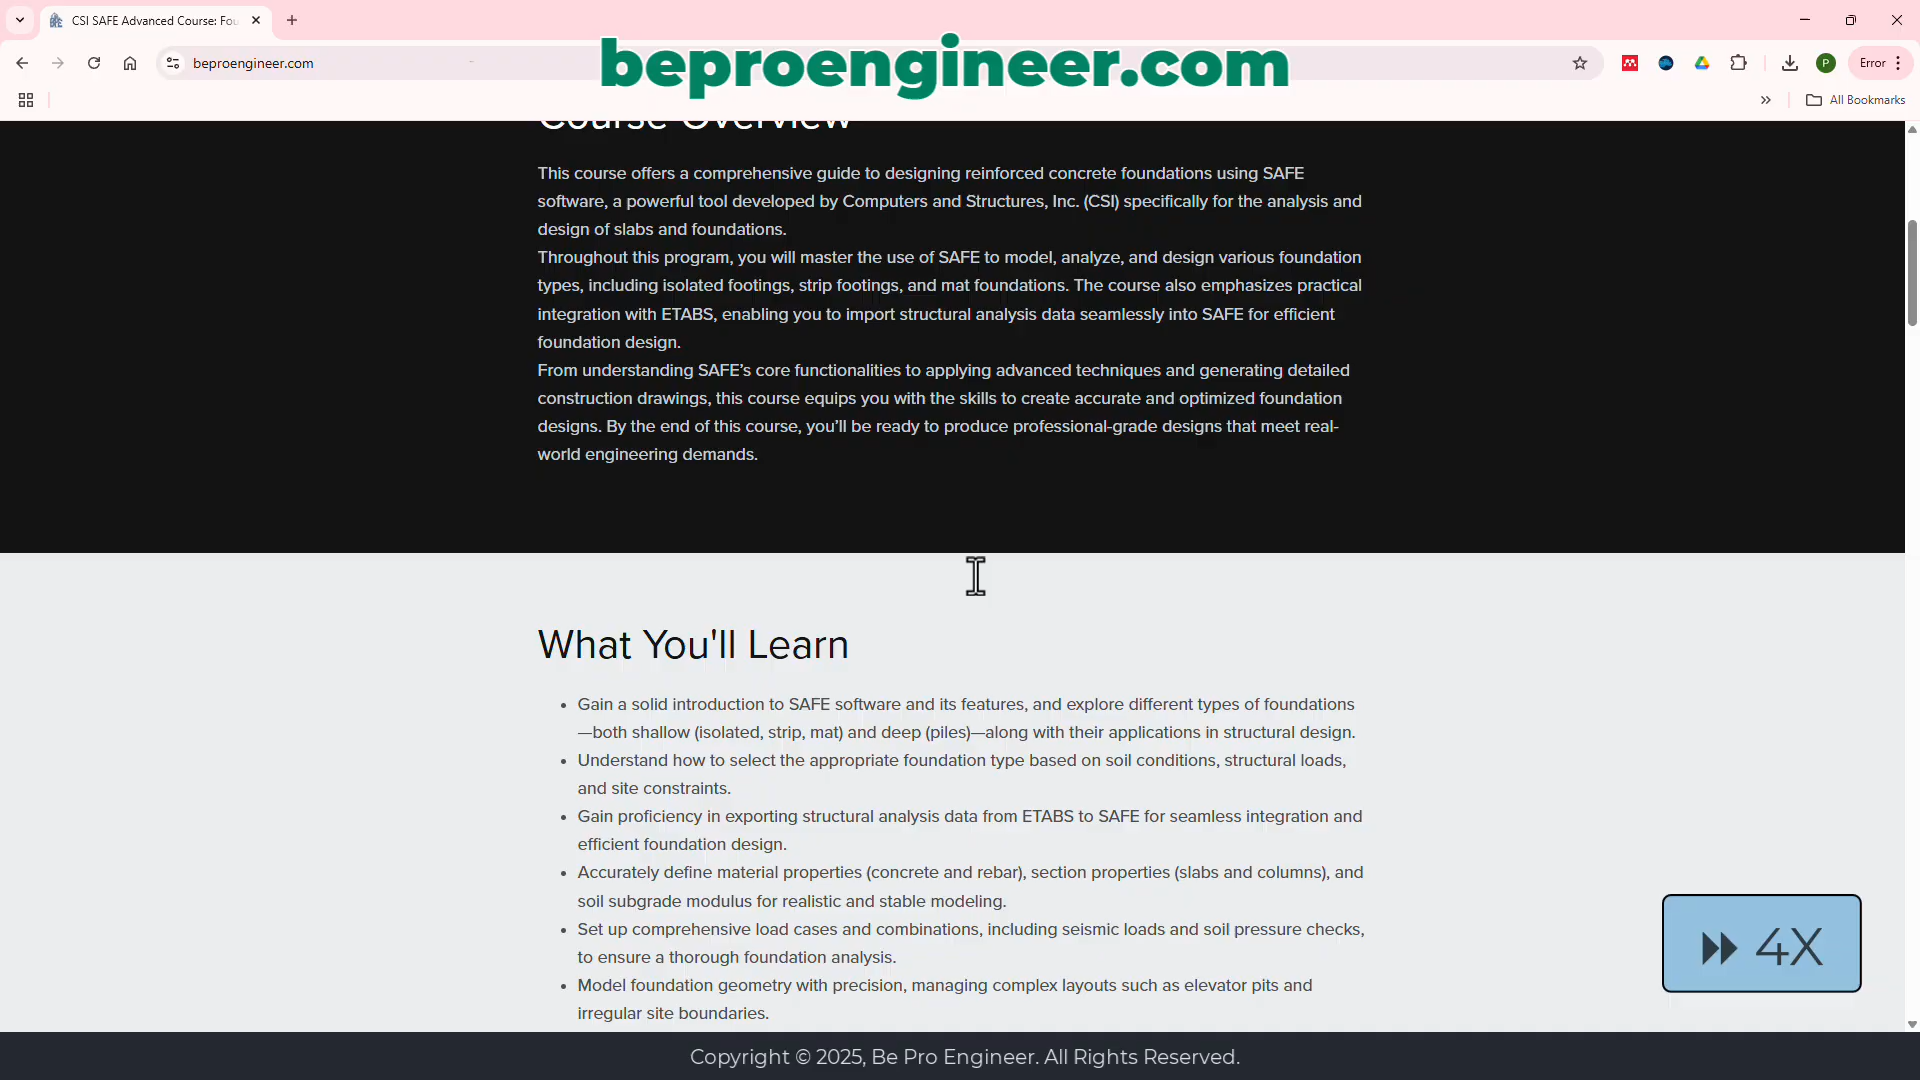 CSI SAFE Advanced Course: Fou
beproengineer.com
beproengineer.com
Error
All Bookmarks
Course Overview
This course offers a comprehensive guide to designing reinforced concrete foundations using SAFE
software, a powerful tool developed by Computers and Structures, Inc. (CSI) specifically for the analysis and
design of slabs and foundations.
Throughout this program, you will master the use of SAFE to model, analyze, and design various foundation
types, including isolated footings, strip footings, and mat foundations. The course also emphasizes practical
integration with ETABS, enabling you to import structural analysis data seamlessly into SAFE for efficient
foundation design.
From understanding SAFE’s core functionalities to applying advanced techniques and generating detailed
construction drawings, this course equips you with the skills to create accurate and optimized foundation
designs. By the end of this course, you’ll be ready to produce professional-grade designs that meet real-
world engineering demands.
What You'll Learn
• Gain a solid introduction to SAFE software and its features, and explore different types of foundations
—both shallow (isolated, strip, mat) and deep (piles)—along with their applications in structural design.
• Understand how to select the appropriate foundation type based on soil conditions, structural loads,
and site constraints.
• Gain proficiency in exporting structural analysis data from ETABS to SAFE for seamless integration and
efficient foundation design.
• Accurately define material properties (concrete and rebar), section properties (slabs and columns), and
soil subgrade modulus for realistic and stable modeling.
• Set up comprehensive load cases and combinations, including seismic loads and soil pressure checks,
to ensure a thorough foundation analysis.
• Model foundation geometry with precision, managing complex layouts such as elevator pits and
irregular site boundaries.
4X
Copyright © 2025, Be Pro Engineer. All Rights Reserved.